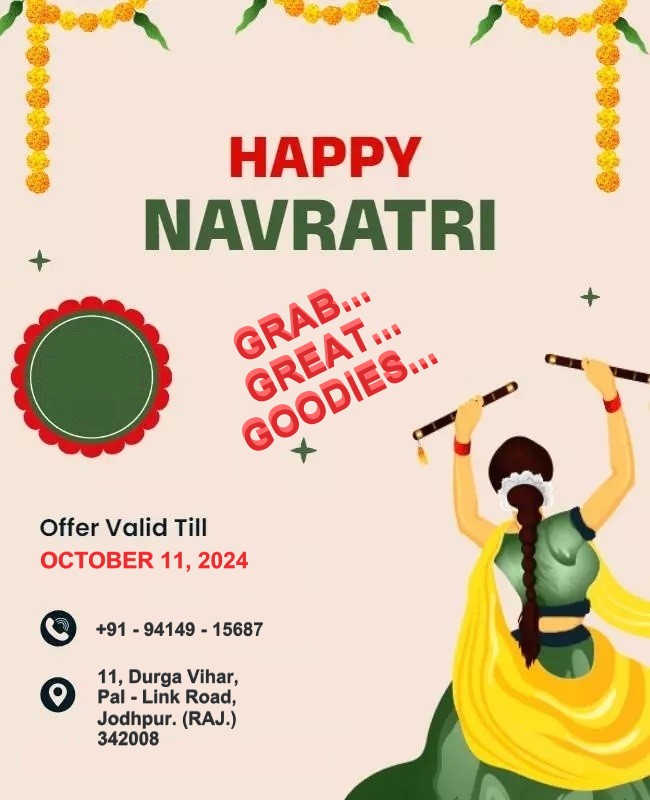 HAPPY
NAVRATRI
GRAB...
GREAT...
GOODIES...
Offer Valid Till
OCTOBER 11, 2024
+91 - 94149 - 15687
11, Durga Vihar,
Pal - Link Road,
Jodhpur. (RAJ.)
342008